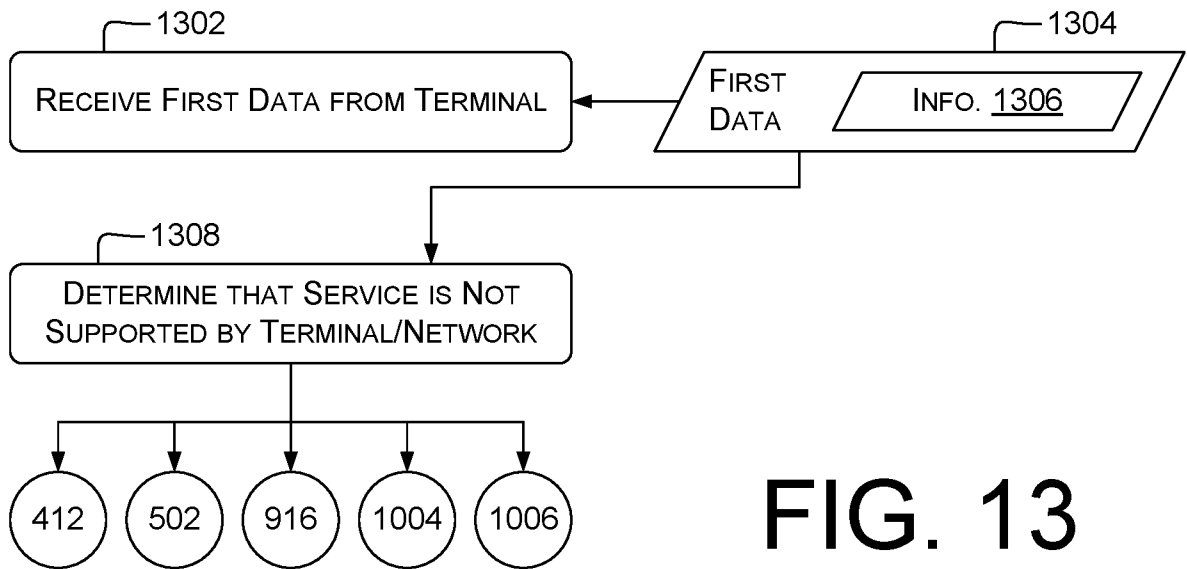 1302
RECEIVE FIRST DATA FROM TERMINAL
1304
FIRST
DATA
INFO. 1306
1308
DETERMINE THAT SERVICE IS NOT
SUPPORTED BY TERMINAL/NETWORK
412
502
916
1004
1006
FIG. 13